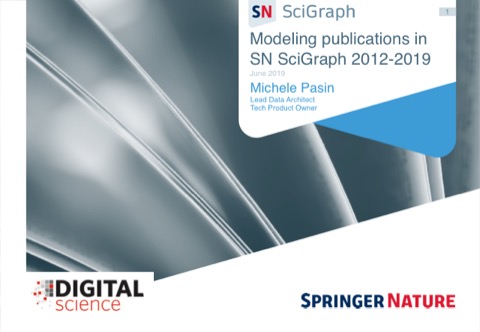 SN SciGraph
1
Modeling publications in
SN SciGraph 2012-2019
June 2019
Michele Pasin
Lead Data Architect
Tech Product Owner
DIGITAL
science
SPRINGER NATURE